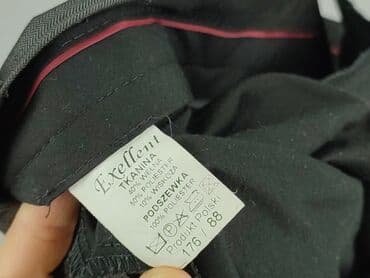 Exellent
TKANINA
40% WEŁNA
50% POLIESTER
10% WISKOZA
PODSZEWKA
100% POLIESTER
Produkt Polski
176 / 88